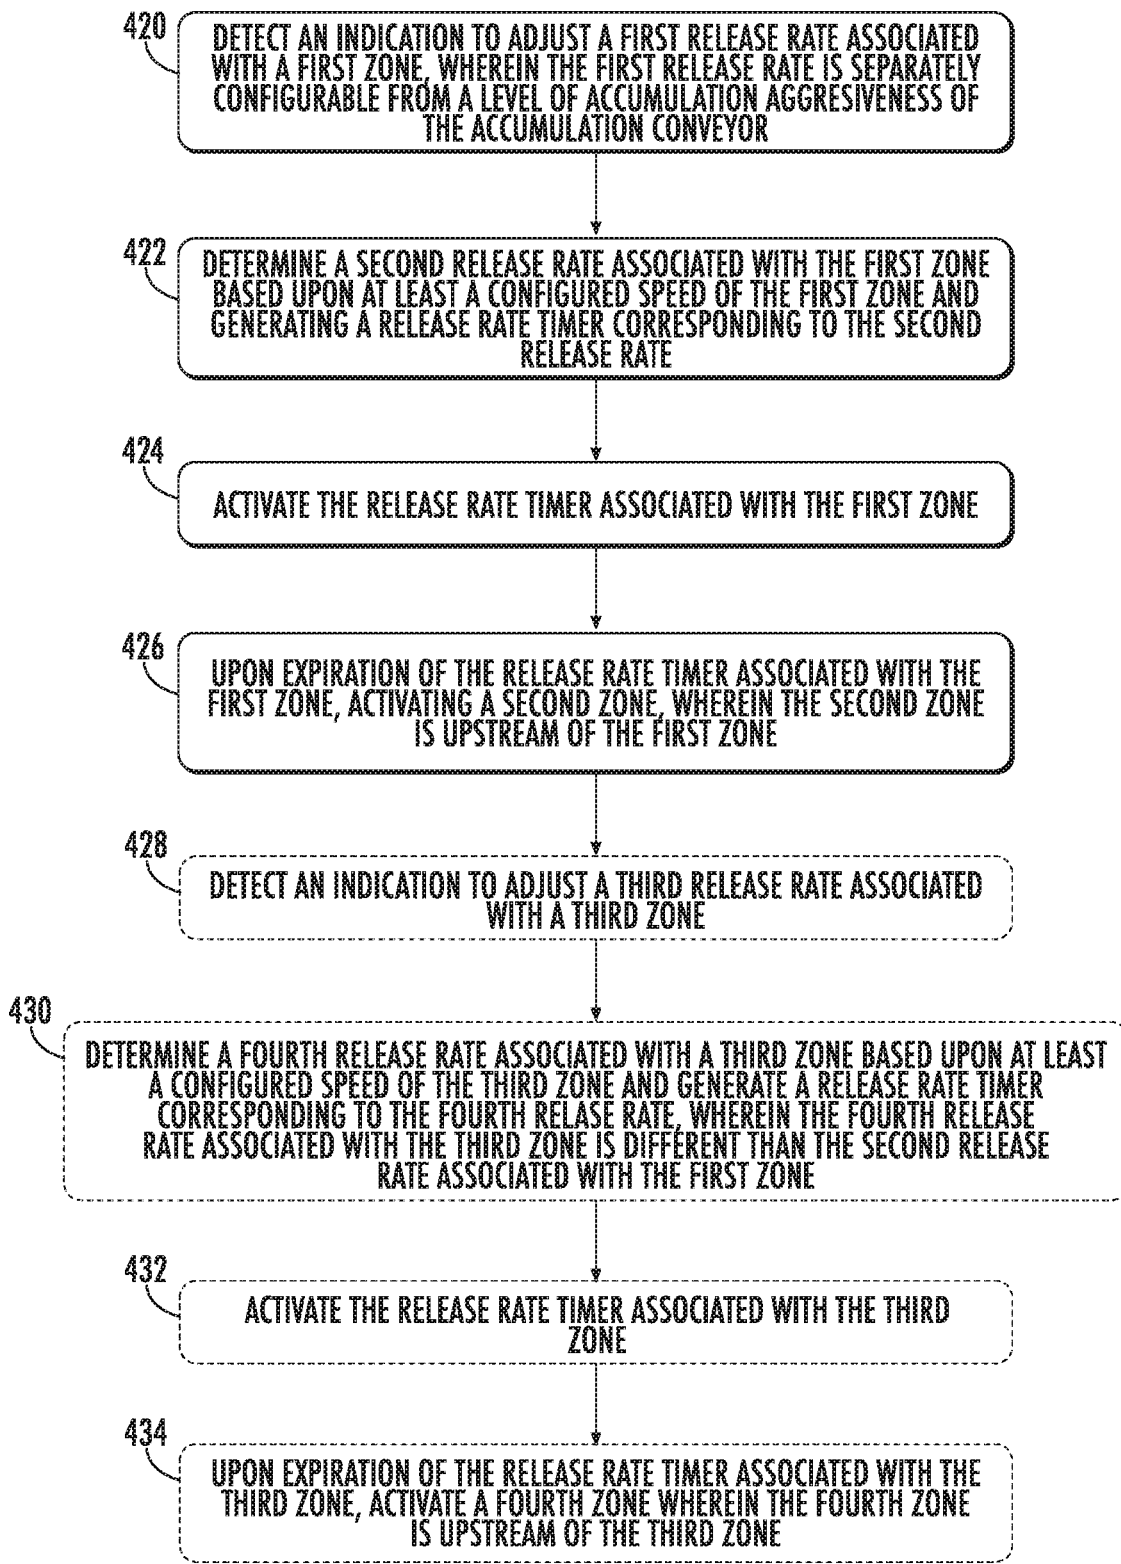 420
DETECT AN INDICATION TO ADJUST A FIRST RELEASE RATE ASSOCIATED
WITH A FIRST ZONE, WHEREIN THE FIRST RELEASE RATE IS SEPARATELY
CONFIGURABLE FROM A LEVEL OF ACCUMULATION AGGRESIVENESS OF
THE ACCUMULATION CONVEYOR
422
DETERMINE A SECOND RELEASE RATE ASSOCIATED WITH THE FIRST ZONE
BASED UPON AT LEAST A CONFIGURED SPEED OF THE FIRST ZONE AND
GENERATING A RELEASE RATE TIMER CORRESPONDING TO THE SECOND
RELEASE RATE
424
ACTIVATE THE RELEASE RATE TIMER ASSOCIATED WITH THE FIRST ZONE
426
UPON EXPIRATION OF THE RELEASE RATE TIMER ASSOCIATED WITH THE
FIRST ZONE, ACTIVATING A SECOND ZONE, WHEREIN THE SECOND ZONE
IS UPSTREAM OF THE FIRST ZONE
428
DETECT AN INDICATION TO ADJUST A THIRD RELEASE RATE ASSOCIATED
WITH A THIRD ZONE
430
DETERMINE A FOURTH RELEASE RATE ASSOCIATED WITH A THIRD ZONE BASED UPON AT LEAST
A CONFIGURED SPEED OF THE THIRD ZONE AND GENERATE A RELEASE RATE TIMER
CORRESPONDING TO THE FOURTH RELASE RATE, WHEREIN THE FOURTH RELEASE
RATE ASSOCIATED WITH THE THIRD ZONE IS DIFFERENT THAN THE SECOND RELEASE
RATE ASSOCIATED WITH THE FIRST ZONE
432
ACTIVATE THE RELEASE RATE TIMER ASSOCIATED WITH THE THIRD
ZONE
434
UPON EXPIRATION OF THE RELEASE RATE TIMER ASSOCIATED WITH THE
THIRD ZONE, ACTIVATE A FOURTH ZONE WHEREIN THE FOURTH ZONE
IS UPSTREAM OF THE THIRD ZONE